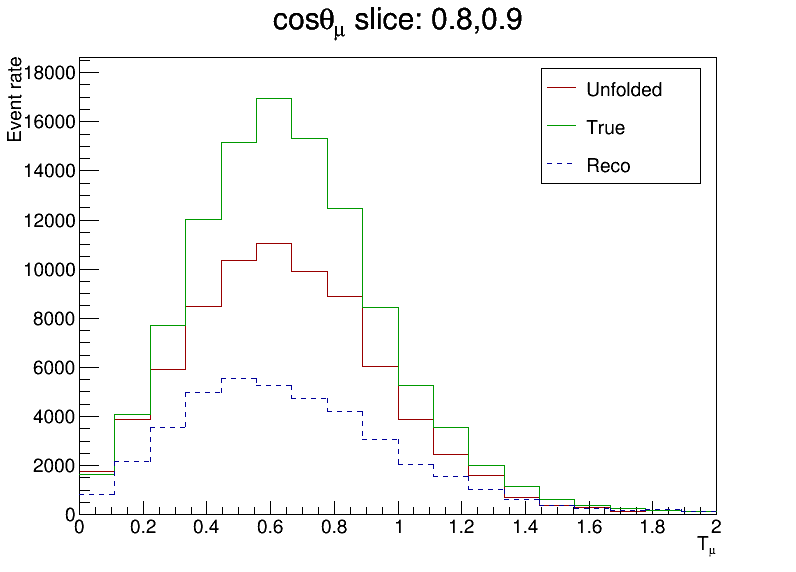 cosθμ slice: 0.8,0.9
Event rate
18000
16000
14000
12000
10000
8000
6000
4000
2000
0
Unfolded
True
Reco
0 0.2 0.4 0.6 0.8 1 1.2 1.4 1.6 1.8 2
Tμ